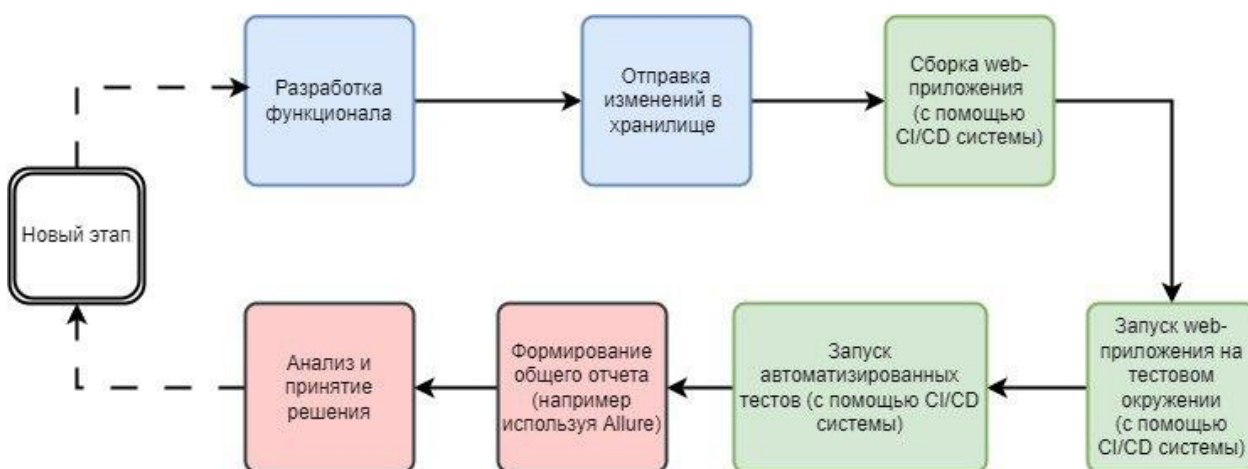 Разработка
функционала
Отправка
изменений в
хранилище
Сборка web-
приложения
(с помощью
CI/CD системы)
Новый этап
Анализ и
принятие
решения
Формирование
общего отчета
(например
используя Allure)
Запуск
автоматизированных
тестов (с помощью CI/CD
системы)
Запуск web-
приложения на
тестовом
окружении
(с помощью
CI/CD системы)